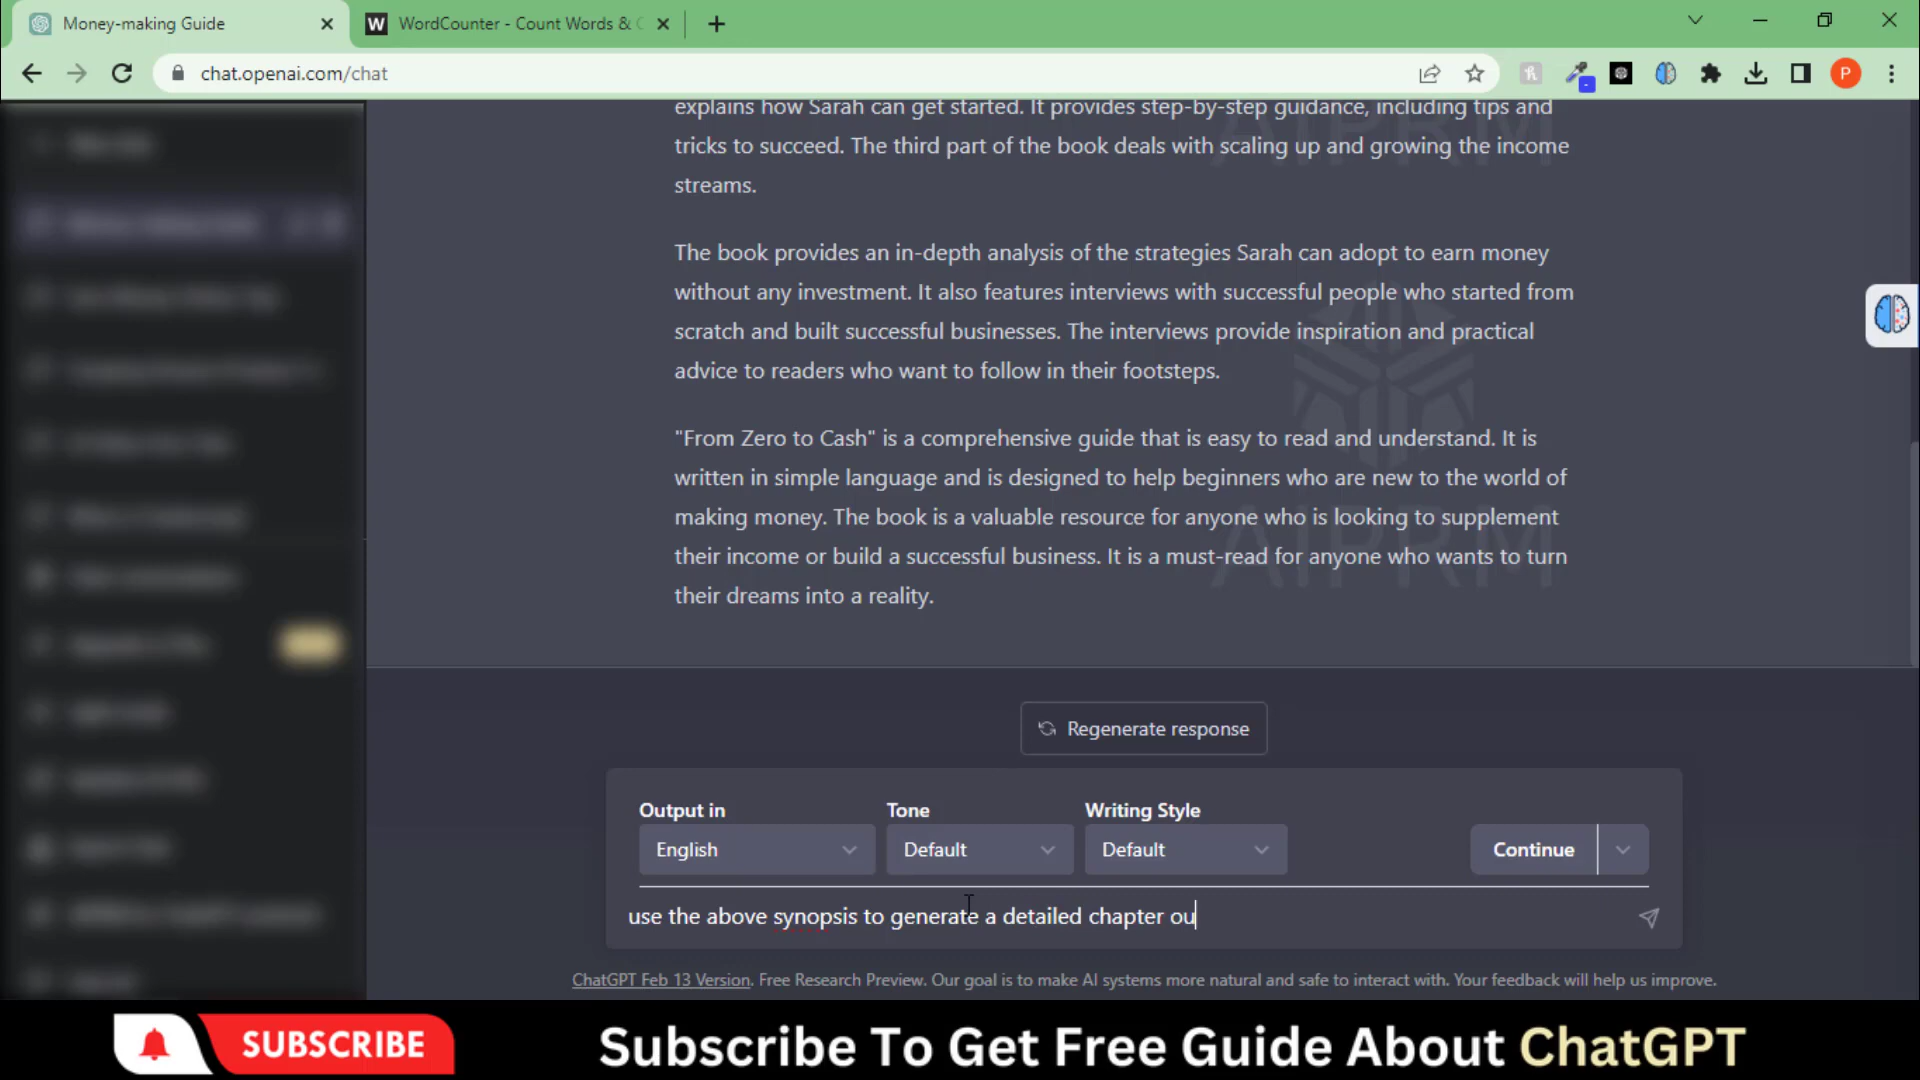 Money-making Guide
WordCounter - Count Words & C
chat.openai.com/chat
P
explains how Sarah can get started. It provides step-by-step guidance, including tips and
tricks to succeed. The third part of the book deals with scaling up and growing the income
streams.
The book provides an in-depth analysis of the strategies Sarah can adopt to earn money
without any investment. It also features interviews with successful people who started from
scratch and built successful businesses. The interviews provide inspiration and practical
advice to readers who want to follow in their footsteps.
"From Zero to Cash" is a comprehensive guide that is easy to read and understand. It is
written in simple language and is designed to help beginners who are new to the world of
making money. The book is a valuable resource for anyone who is looking to supplement
their income or build a successful business. It is a must-read for anyone who wants to turn
their dreams into a reality.
AIPRM
AIPRM
Regenerate response
Output in
Tone
Writing Style
English
Default
Default
Continue
use the above synopsis to generate a detailed chapter ou
ChatGPT Feb 13 Version. Free Research Preview. Our goal is to make AI systems more natural and safe to interact with. Your feedback will help us improve.
SUBSCRIBE
Subscribe To Get Free Guide About ChatGPT